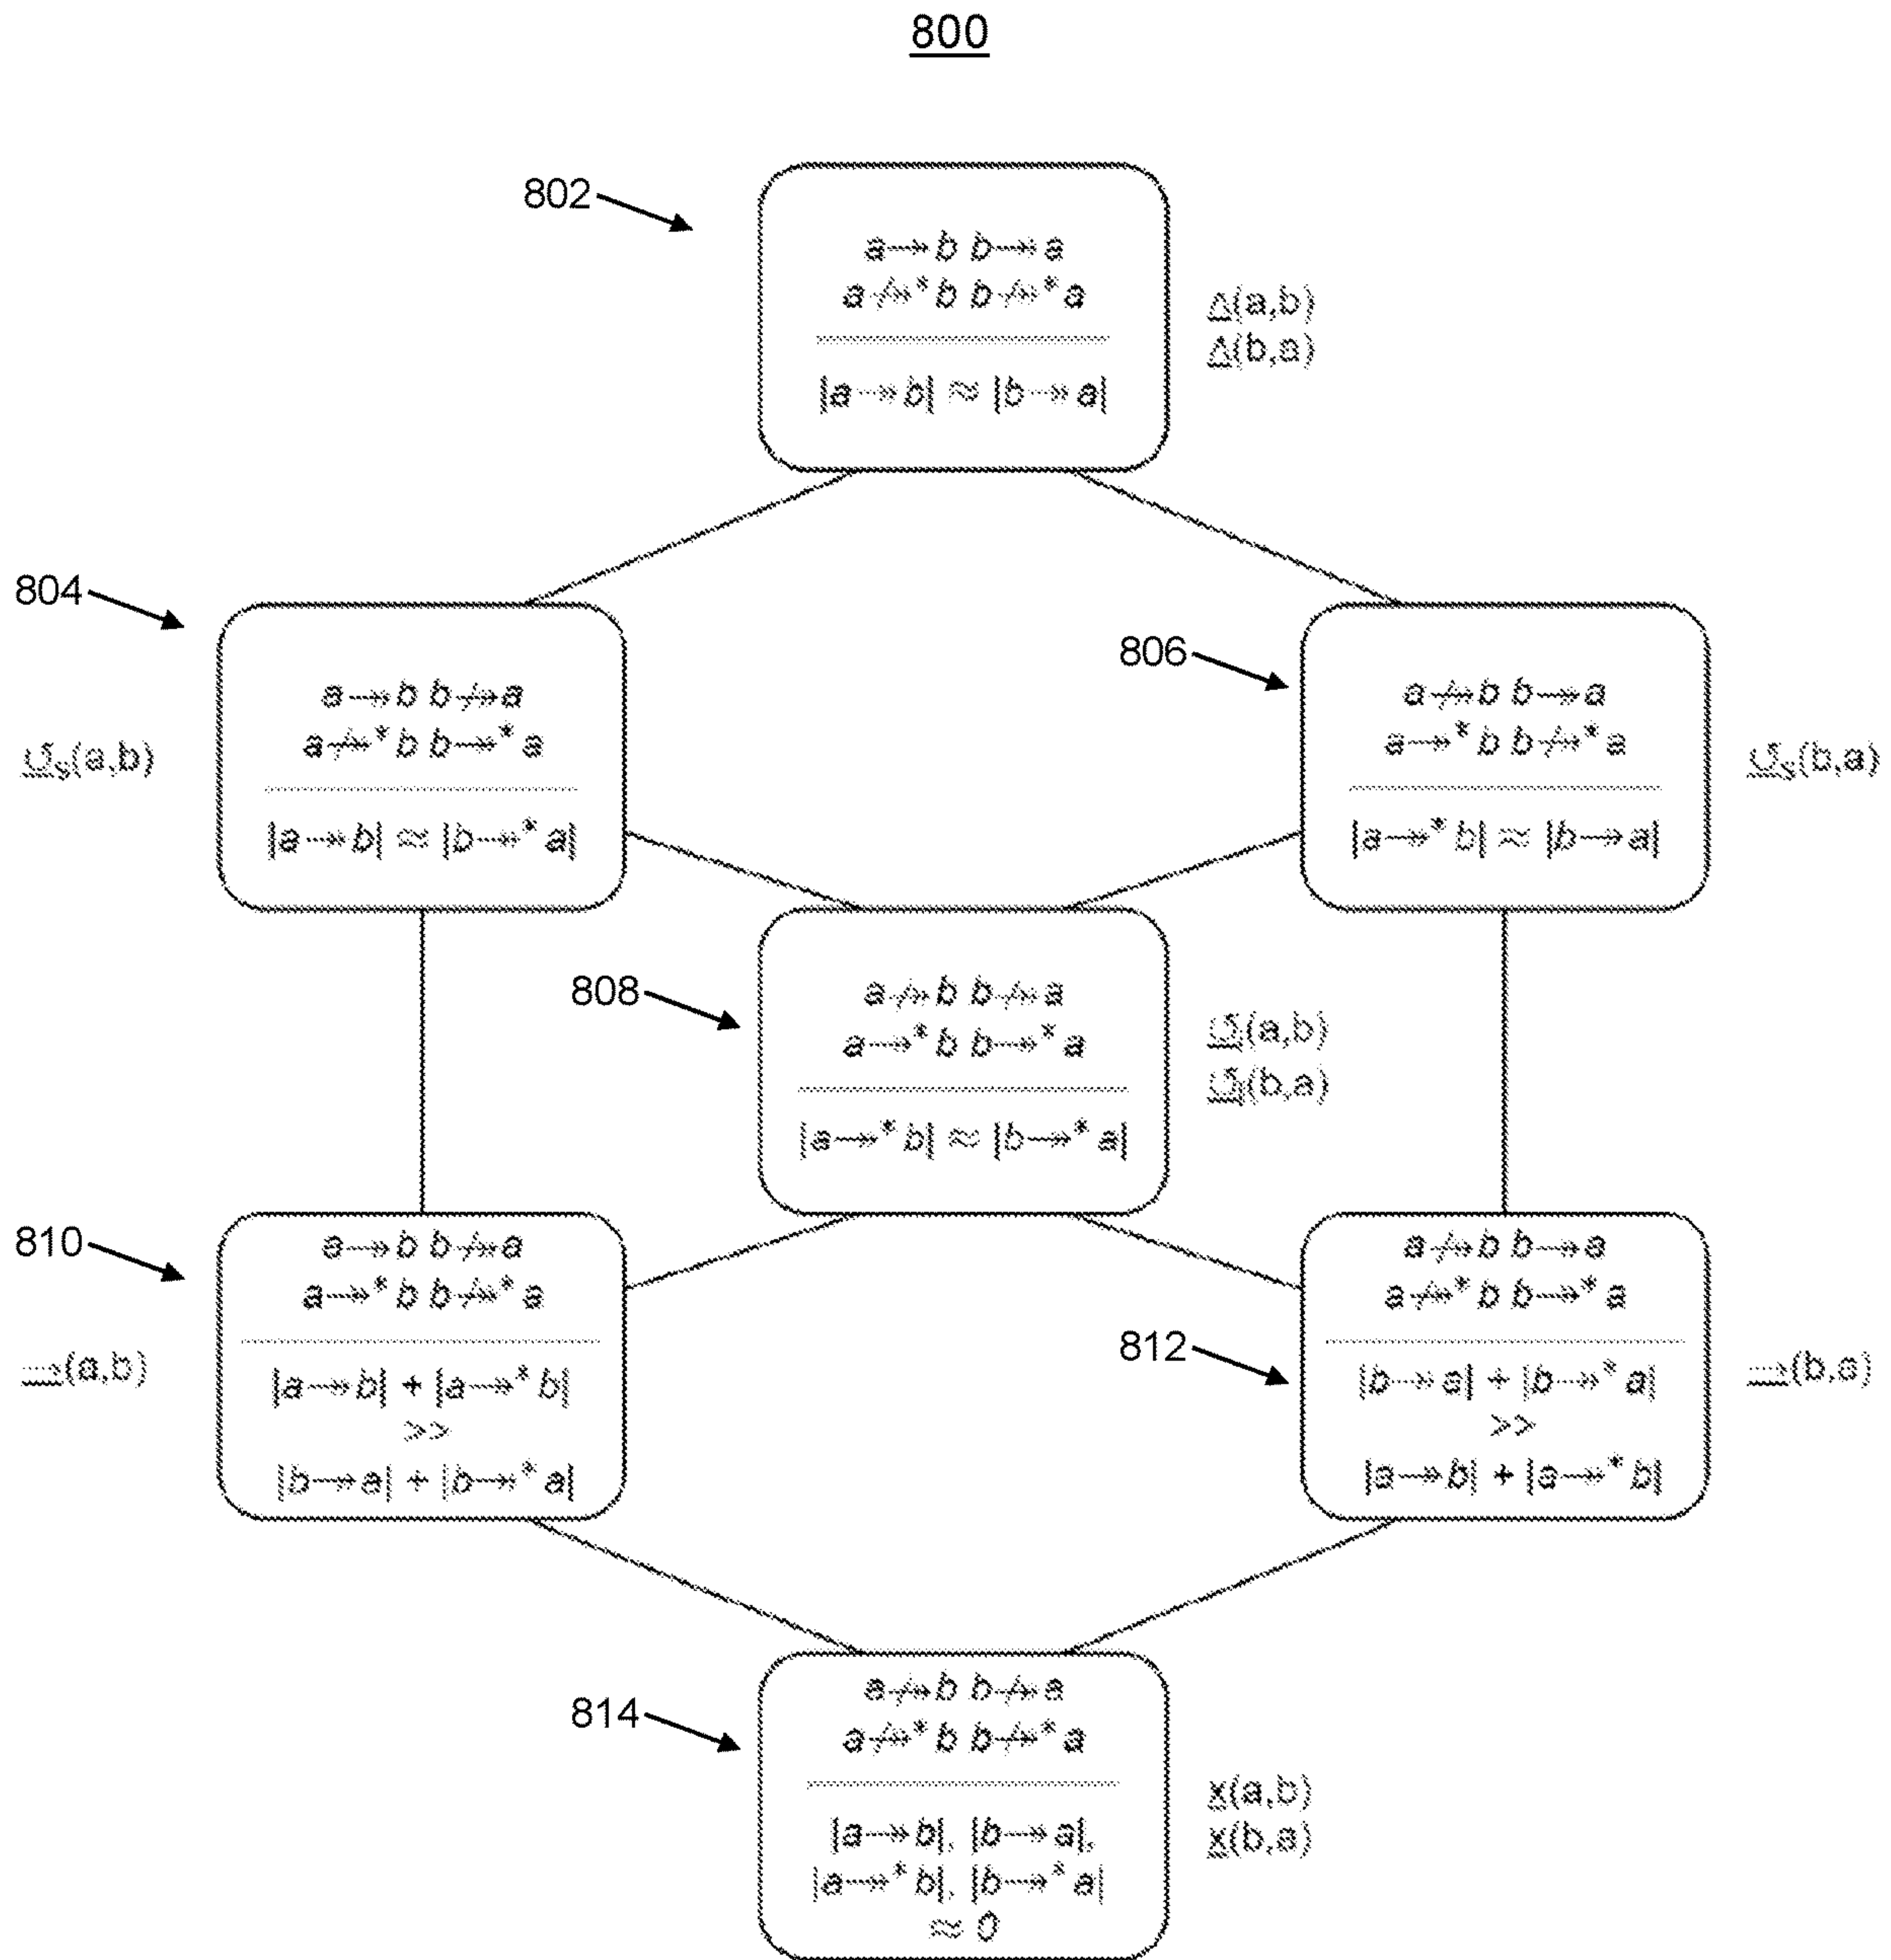 800
802
a ↠ b b ↠ a
a ↠̸* b b ↠̸* a
|a ↠ b| ≈ |b ↠ a|
Δ(a,b)
Δ(b,a)
804
a ↠ b b ↠̸ a
a ↠̸* b b ↠* a
|a ↠ b| ≈ |b ↠* a|
↺s(a,b)
806
a ↠̸ b b ↠ a
a ↠* b b ↠̸* a
|a ↠* b| ≈ |b ↠ a|
↺s(b,a)
808
a ↠̸ b b ↠̸ a
a ↠* b b ↠* a
|a ↠* b| ≈ |b ↠* a|
↺i(a,b)
↺i(b,a)
810
a ↠ b b ↠̸ a
a ↠* b b ↠̸* a
|a ↠ b| + |a ↠* b|
>>
|b ↠ a| + |b ↠* a|
→(a,b)
812
a ↠̸ b b ↠ a
a ↠̸* b b ↠* a
|b ↠ a| + |b ↠* a|
>>
|a ↠ b| + |a ↠* b|
→(b,a)
814
a ↠̸ b b ↠̸ a
a ↠̸* b b ↠̸* a
|a ↠ b|, |b ↠ a|,
|a ↠* b|, |b ↠* a|
≈ 0
x(a,b)
x(b,a)